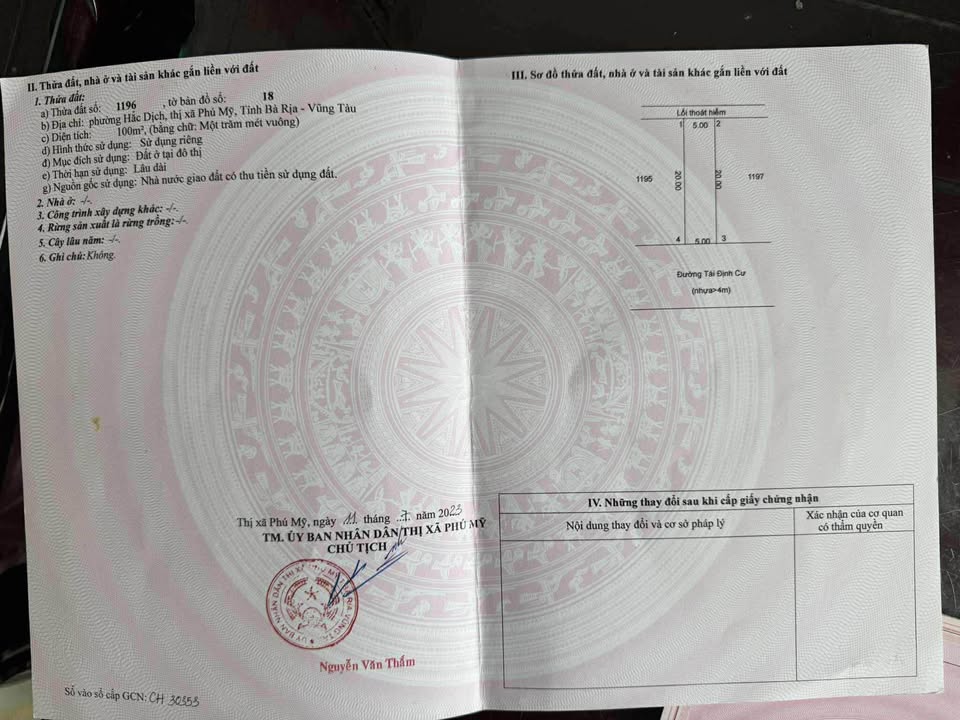 II. Thửa đất, nhà ở và tài sản khác gắn liền với đất
1. Thửa đất:
a) Thửa đất số: 1196 , tờ bản đồ số: 18
b) Địa chỉ: phường Hắc Dịch, thị xã Phú Mỹ, Tỉnh Bà Rịa - Vũng Tàu
c) Diện tích: 100m², (bằng chữ: Một trăm mét vuông)
d) Hình thức sử dụng: Sử dụng riêng
đ) Mục đích sử dụng: Đất ở tại đô thị
e) Thời hạn sử dụng: Lâu dài
g) Nguồn gốc sử dụng: Nhà nước giao đất có thu tiền sử dụng đất.
2. Nhà ở: -/-.
3. Công trình xây dựng khác: -/-.
4. Rừng sản xuất là rừng trồng: -/-.
5. Cây lâu năm: -/-.
6. Ghi chú: Không.
Thị xã Phú Mỹ, ngày 11 tháng 7 năm 2023
TM. ỦY BAN NHÂN DÂN THỊ XÃ PHÚ MỸ
CHỦ TỊCH
Nguyễn Văn Thắm
Số vào sổ cấp GCN: CH 30353
III. Sơ đồ thửa đất, nhà ở và tài sản khác gắn liền với đất
Lối thoát hiểm
1 5.00 2
1195 20.00 20.00 1197
4 5.00 3
Đường Tái Định Cư
(nhựa>4m)
IV. Những thay đổi sau khi cấp giấy chứng nhận
Nội dung thay đổi và cơ sở pháp lý
Xác nhận của cơ quan
có thẩm quyền